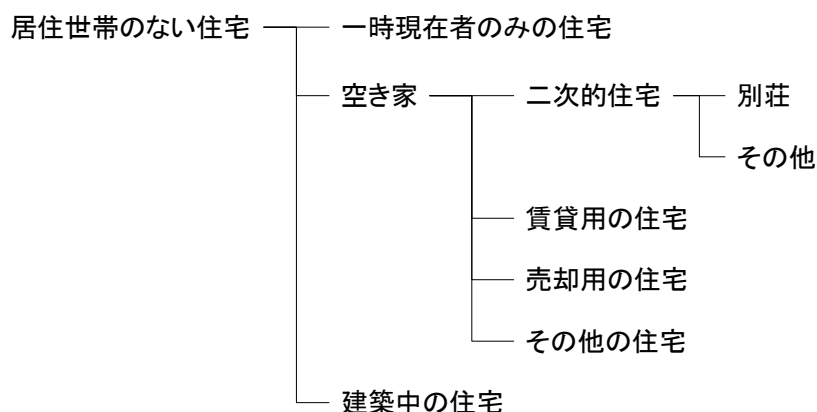 居住世帯のない住宅
一時現在者のみの住宅
空き家
二次的住宅
別荘
その他
賃貸用の住宅
売却用の住宅
その他の住宅
建築中の住宅